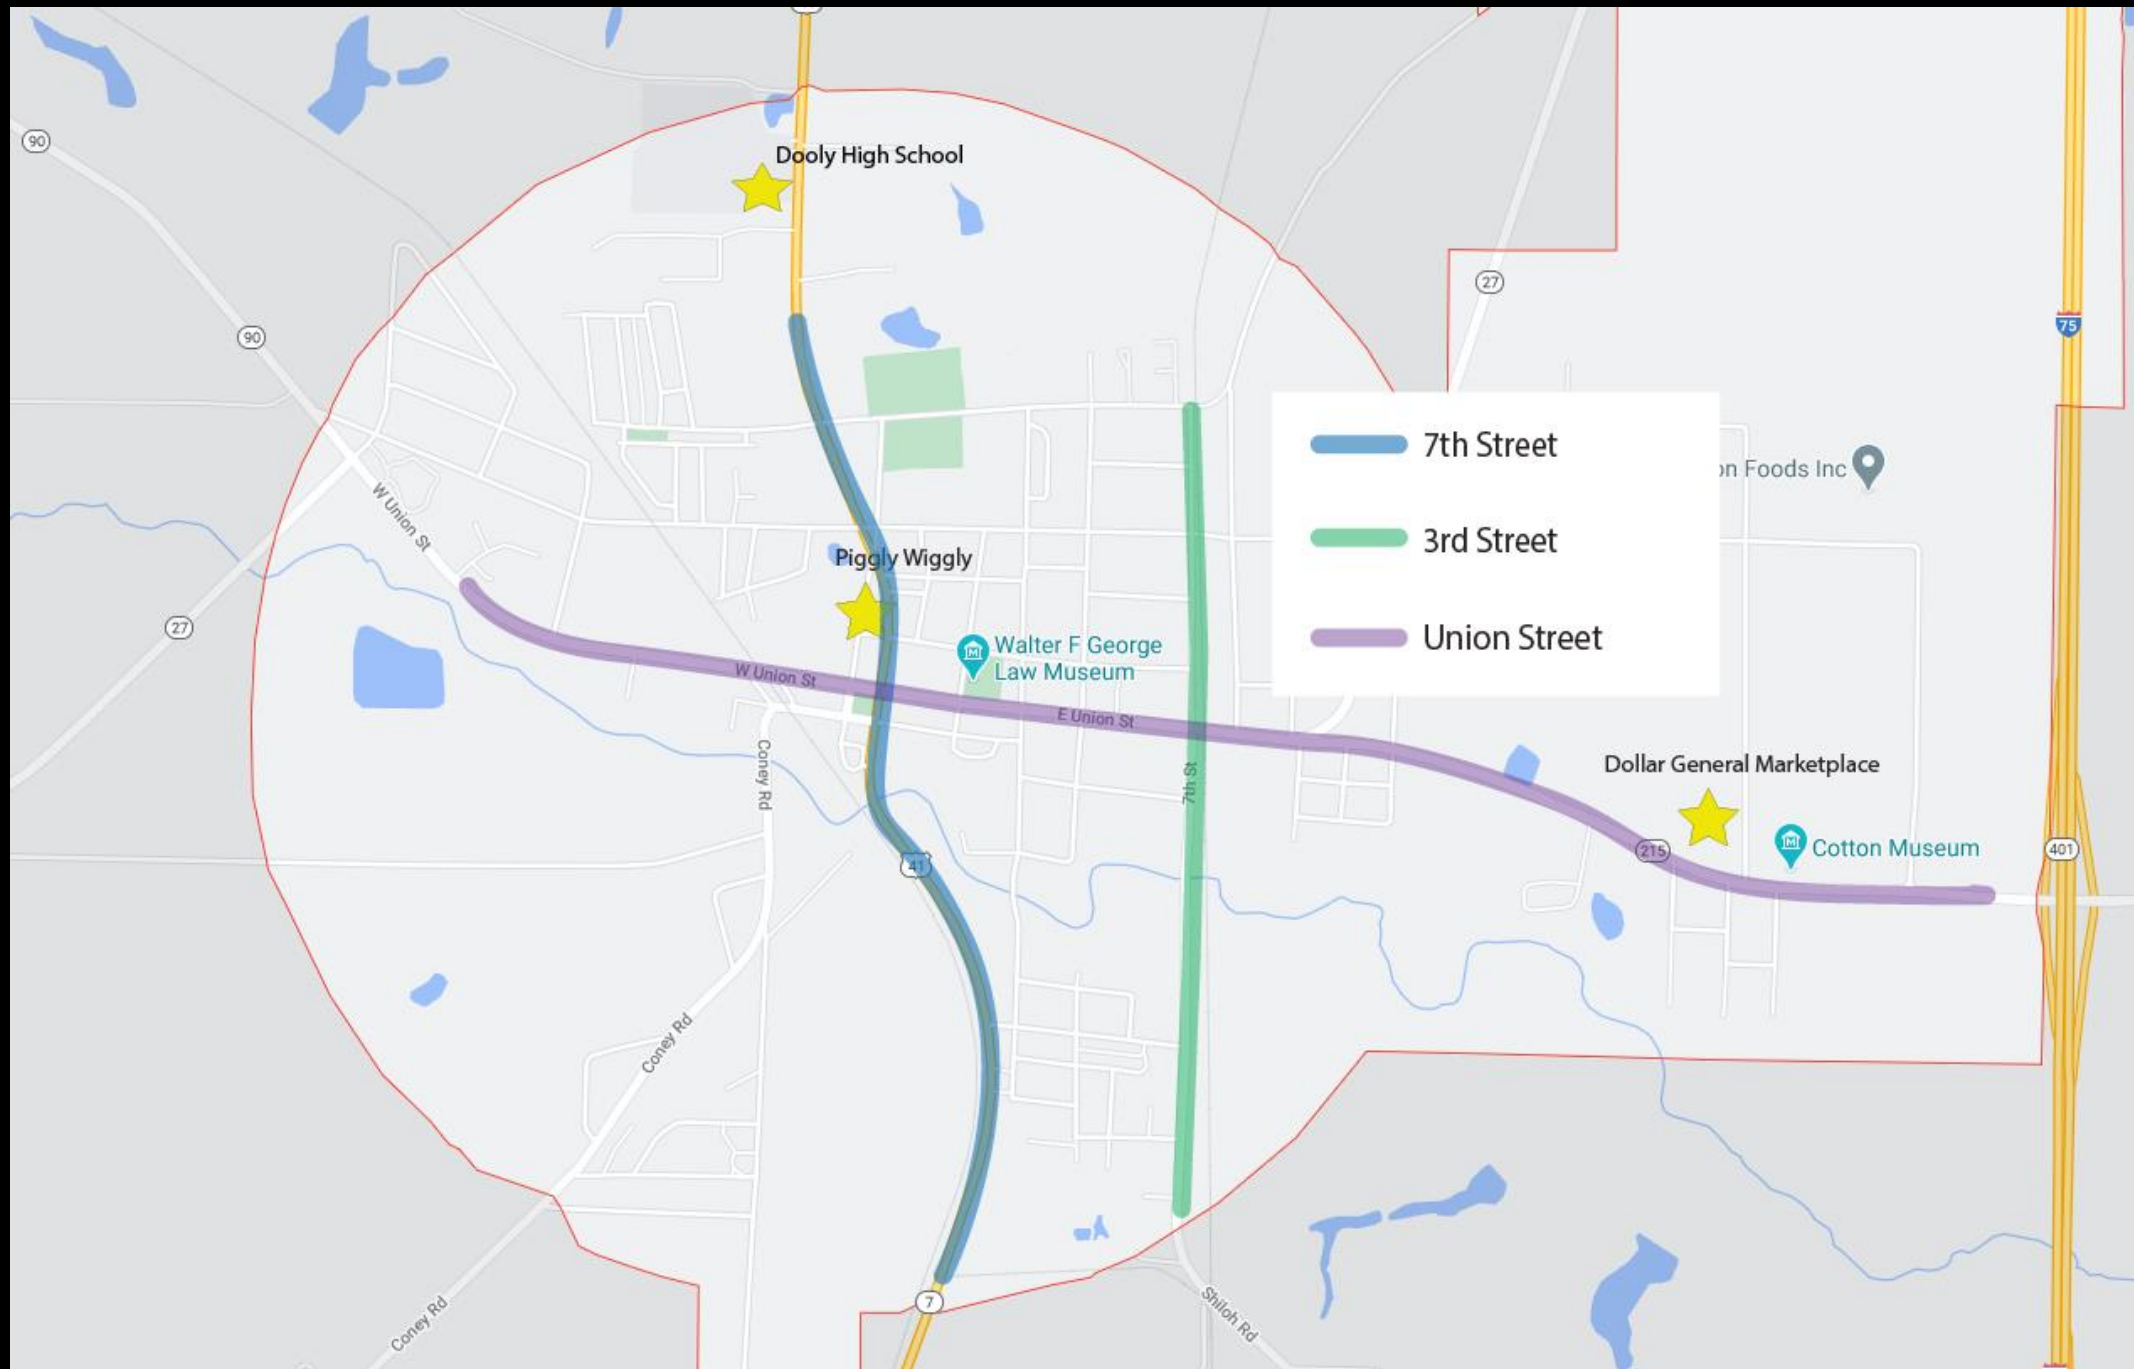 Dooly High School
90
27
90
75
7th Street
on Foods Inc
W Union St
3rd Street
Piggly Wiggly
27
Walter F George
Law Museum
Union Street
W Union St
E Union St
Coney Rd
7th St
Dollar General Marketplace
215
Cotton Museum
401
41
Coney Rd
7
Shiloh Rd
Coney Rd